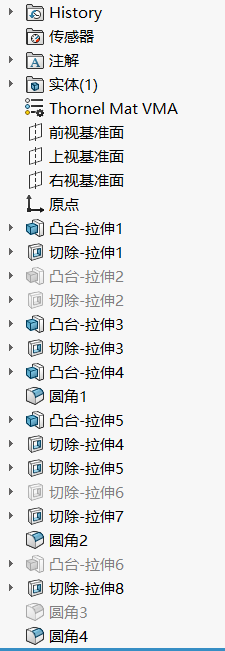 History
传感器
注解
实体(1)
Thornel Mat VMA
前视基准面
上视基准面
右视基准面
原点
凸台-拉伸1
切除-拉伸1
凸台-拉伸2
切除-拉伸2
凸台-拉伸3
切除-拉伸3
凸台-拉伸4
圆角1
凸台-拉伸5
切除-拉伸4
切除-拉伸5
切除-拉伸6
切除-拉伸7
圆角2
凸台-拉伸6
切除-拉伸8
圆角3
圆角4